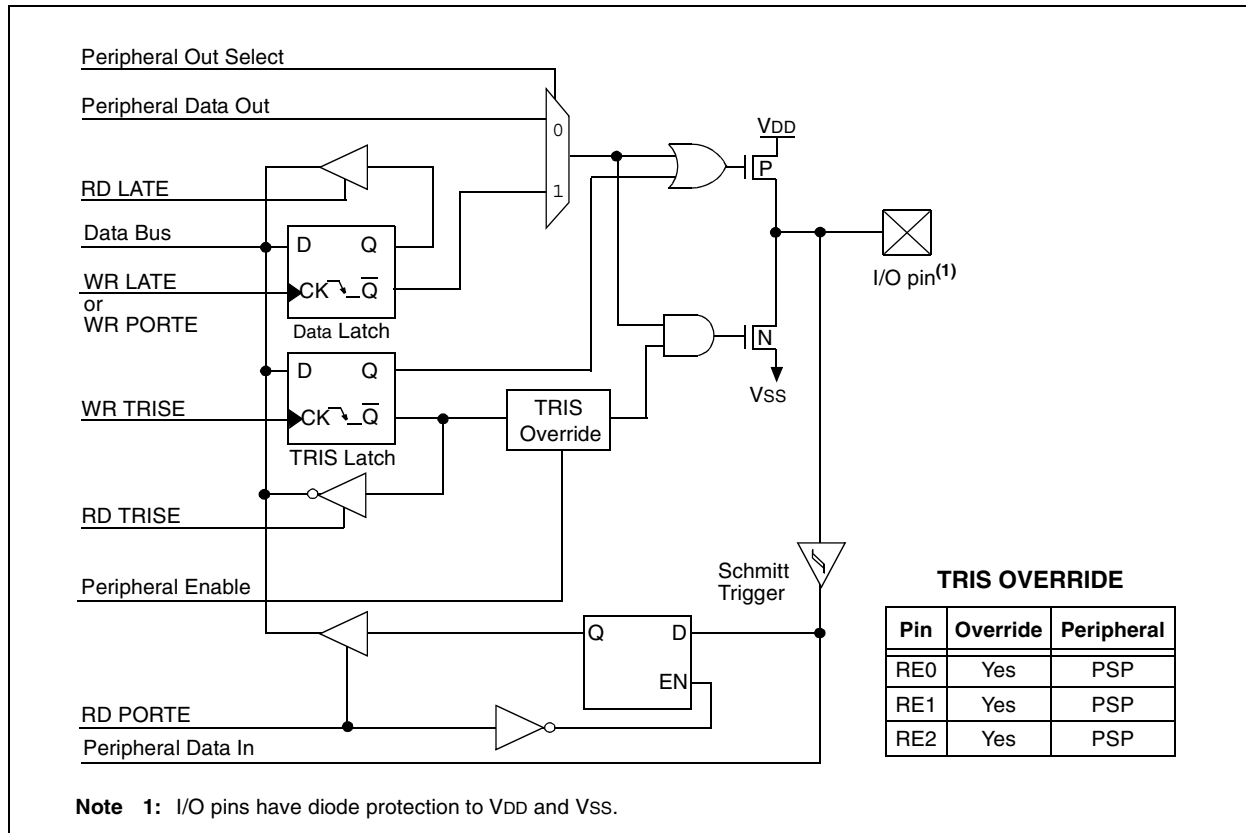 Peripheral Out Select
Peripheral Data Out
0
1
VDD
P
RD LATE
Data Bus
D Q
WR LATE
or
WR PORTE
CK Q̅
Data Latch
I/O pin(1)
N
VSS
D Q
WR TRISE
CK Q̅
TRIS Latch
TRIS
Override
RD TRISE
Peripheral Enable
Schmitt
Trigger
Q D
EN
RD PORTE
Peripheral Data In
TRIS OVERRIDE
Pin Override Peripheral
RE0 Yes PSP
RE1 Yes PSP
RE2 Yes PSP
Note 1: I/O pins have diode protection to VDD and VSS.